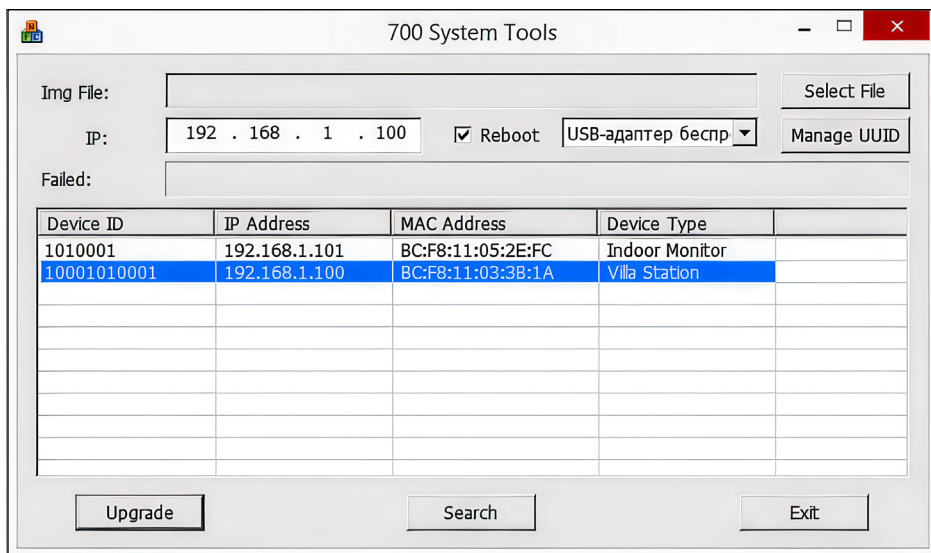 700 System Tools
Img File: Select File
IP: 192 . 168 . 1 . 100 Reboot USB-адаптер беспр Manage UUID
Failed:
Device ID IP Address MAC Address Device Type
1010001 192.168.1.101 BC:F8:11:05:2E:FC Indoor Monitor
10001010001 192.168.1.100 BC:F8:11:03:3B:1A Villa Station
Upgrade Search Exit